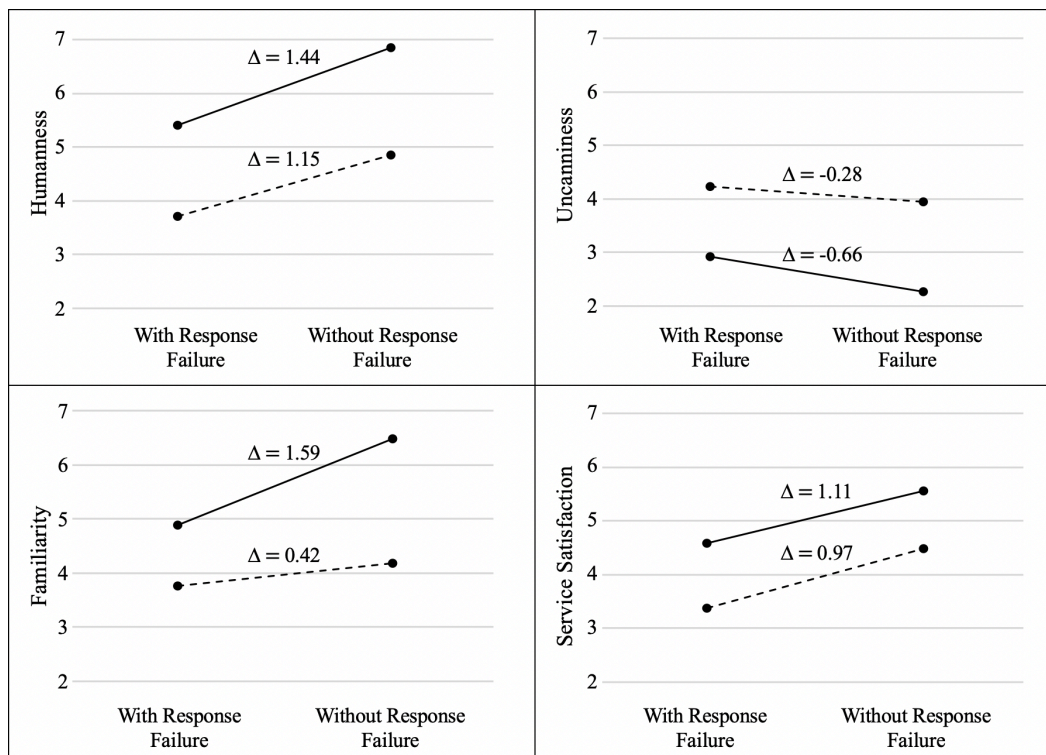 Humanness
7
6
5
4
3
2
Δ = 1.44
Δ = 1.15
With Response
Failure
Without Response
Failure
Uncanniness
7
6
5
4
3
2
Δ = -0.28
Δ = -0.66
With Response
Failure
Without Response
Failure
Familiarity
7
6
5
4
3
2
Δ = 1.59
Δ = 0.42
With Response
Failure
Without Response
Failure
Service Satisfaction
7
6
5
4
3
2
Δ = 1.11
Δ = 0.97
With Response
Failure
Without Response
Failure